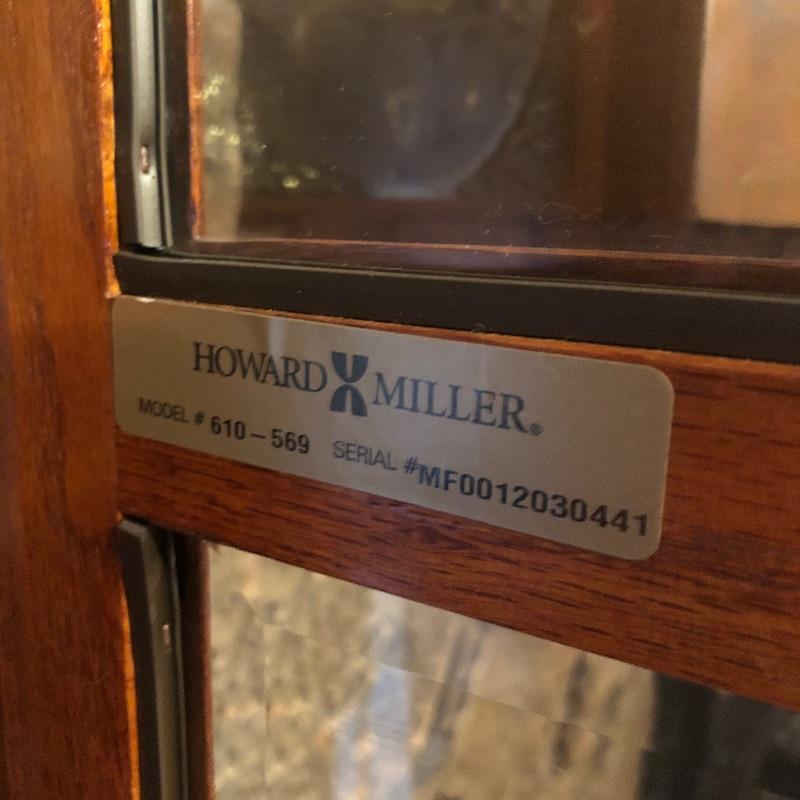 HOWARD MILLER®
MODEL # 610-569 SERIAL #MF0012030441